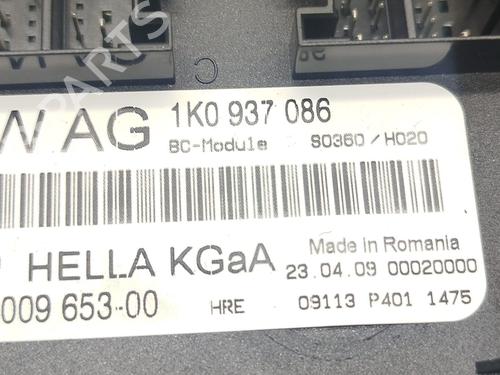 C
W AG 1K0 937 086
BC-Module S0360/H020
HELLA KGaA Made in Romania
23.04.09 00020000
009 653-00 HRE 09113 P401 1475